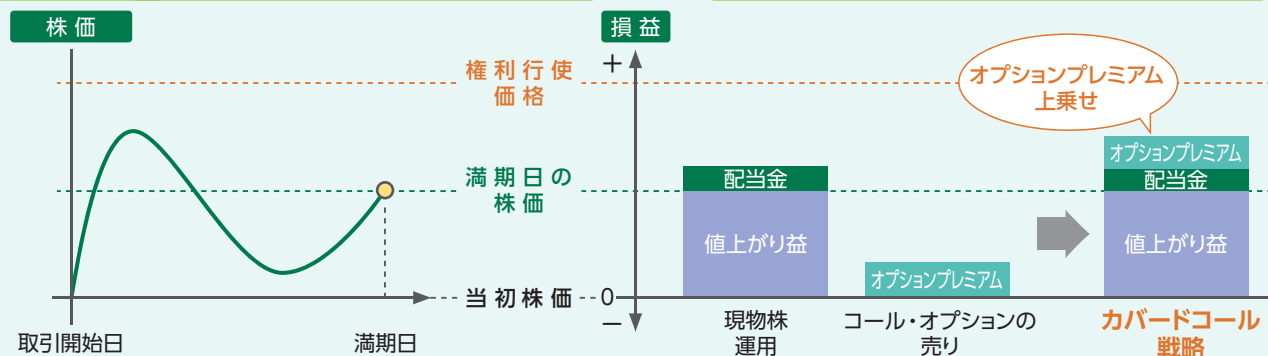 株価
権利行使
価格
満期日の
株価
当初株価
取引開始日
満期日
損益
+
0
−
オプションプレミアム
上乗せ
配当金
値上がり益
オプションプレミアム
オプションプレミアム
配当金
値上がり益
現物株
運用
コール・オプションの
売り
カバードコール
戦略